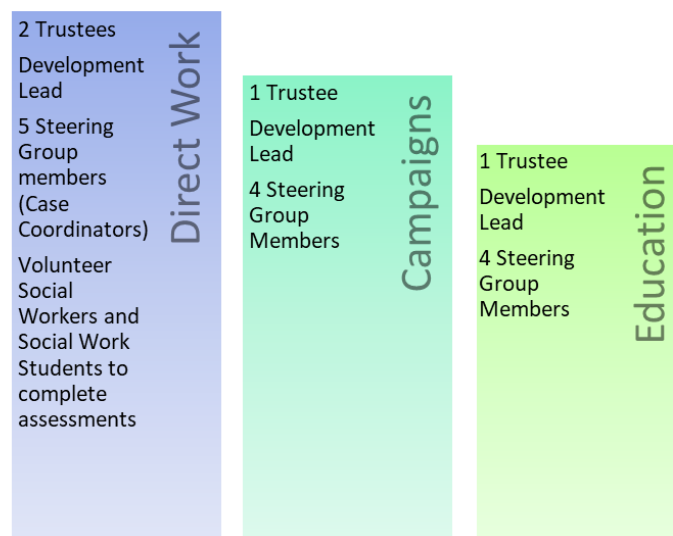 2 Trustees
Development
Lead
5 Steering
Group
members
(Case
Coordinators)
Volunteer
Social
Workers and
Social Work
Students to
complete
assessments
Direct Work
1 Trustee
Development
Lead
4 Steering
Group
Members
Campaigns
1 Trustee
Development
Lead
4 Steering
Group
Members
Education